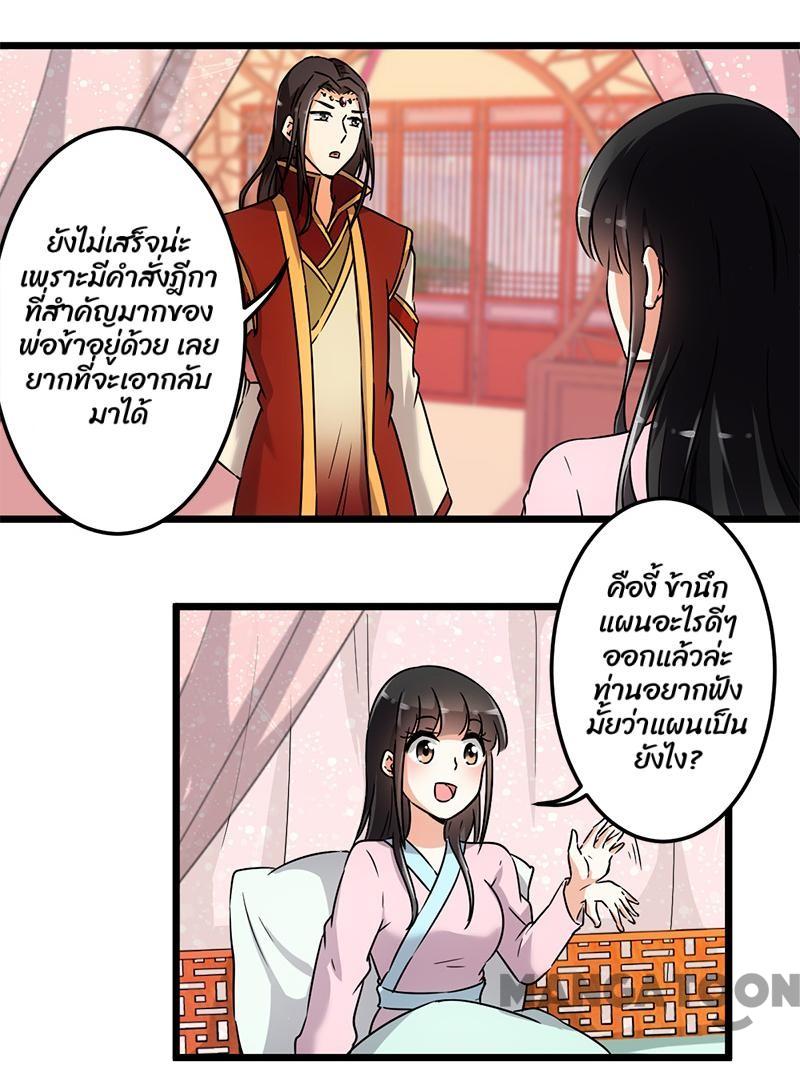 ยังไม่เสร็จน่ะ
เพราะมีคำสั่งฎีกา
ที่สำคัญมากของ
พ่อข้าอยู่ด้วย เลย
ยากที่จะเอากลับ
มาได้
คืองี้ ข้านึก
แผนอะไรดีๆ
ออกแล้วล่ะ
ท่านอยากฟัง
มั้ยว่าแผนเป็น
ยังไง?
MANGATOON